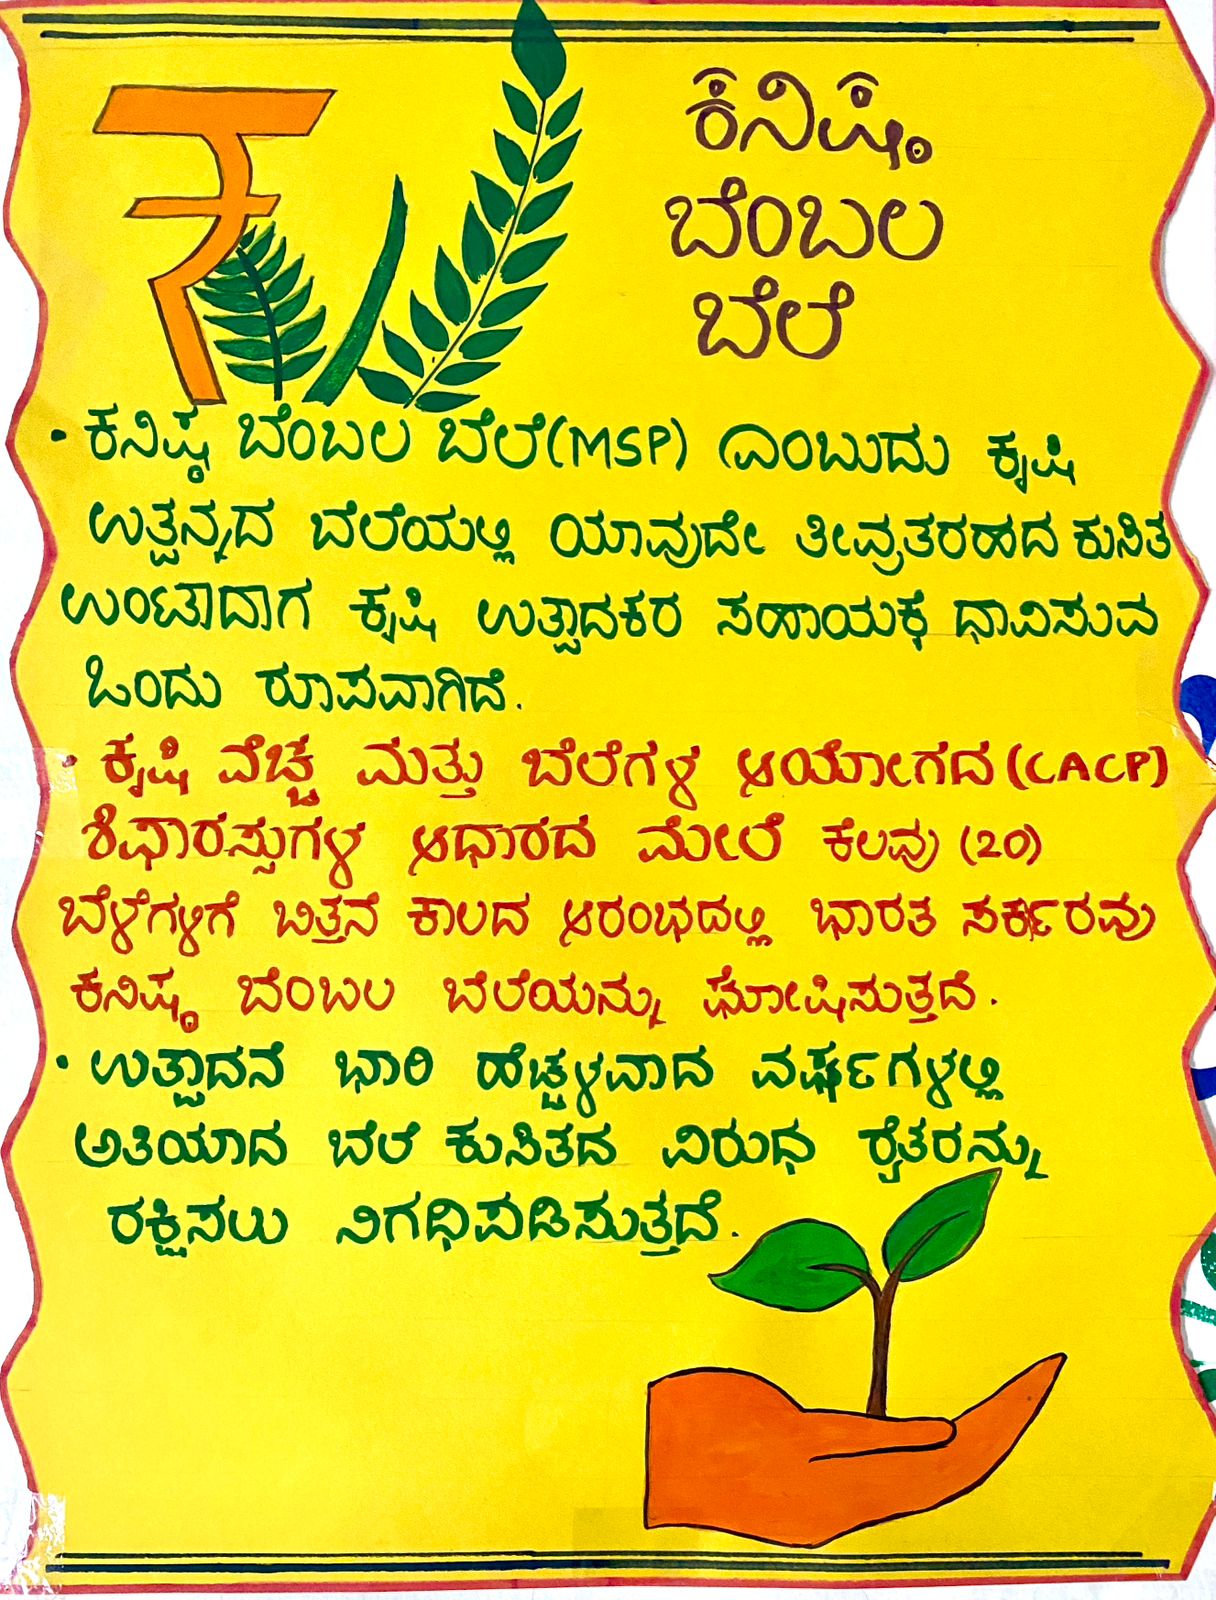 ಕನಿಷ್ಠ
ಬೆಂಬಲ
ಬೆಲೆ
• ಕನಿಷ್ಠ ಬೆಂಬಲ ಬೆಲೆ (MSP) ಎಂಬುದು ಕೃಷಿ
ಉತ್ಪನ್ನದ ಬೆಲೆಯಲ್ಲಿ ಯಾವುದೇ ತೀವ್ರತರಹದ ಕುಸಿತ
ಉಂಟಾದಾಗ ಕೃಷಿ ಉತ್ಪಾದಕರ ಸಹಾಯಕ್ಕೆ ಧಾವಿಸುವ
ಒಂದು ರೂಪವಾಗಿದೆ.
• ಕೃಷಿ ವೆಚ್ಚ ಮತ್ತು ಬೆಲೆಗಳ ಆಯೋಗದ (CACP)
ಶಿಫಾರಸ್ಸುಗಳ ಆಧಾರದ ಮೇಲೆ ಕೆಲವು (20)
ಬೆಳೆಗಳಿಗೆ ಬಿತ್ತನೆ ಕಾಲದ ಆರಂಭದಲ್ಲಿ ಭಾರತ ಸರ್ಕಾರವು
ಕನಿಷ್ಠ ಬೆಂಬಲ ಬೆಲೆಯನ್ನು ಘೋಷಿಸುತ್ತದೆ.
• ಉತ್ಪಾದನೆ ಭಾರಿ ಹೆಚ್ಚಳವಾದ ವರ್ಷಗಳಲ್ಲಿ
ಅತಿಯಾದ ಬೆಲೆ ಕುಸಿತದ ವಿರುಧ ರೈತರನ್ನು
ರಕ್ಷಿಸಲು ನಿಗಧಿಪಡಿಸುತ್ತದೆ.